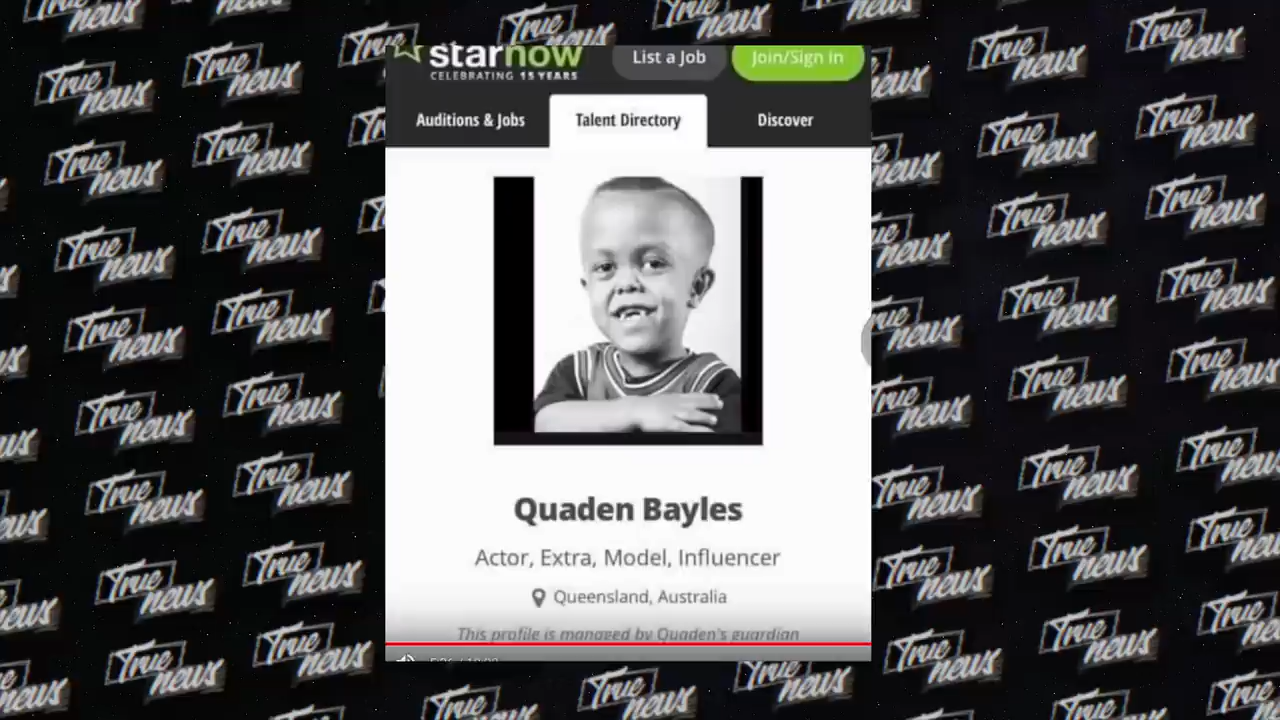 starnow
CELEBRATING 15 YEARS
List a Job
Join/Sign in
Auditions & Jobs
Talent Directory
Discover
Quaden Bayles
Actor, Extra, Model, Influencer
Queensland, Australia
This profile is managed by Quaden's guardian
True news